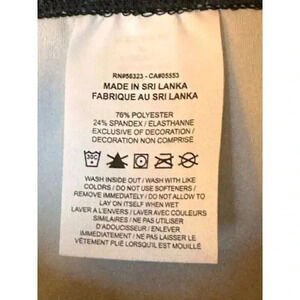 RN#56323 - CA#05553
MADE IN SRI LANKA
FABRIQUE AU SRI LANKA
76% POLYESTER
24% SPANDEX / ELASTHANNE
EXCLUSIVE OF DECORATION /
DECORATION NON COMPRISE
30C
WASH INSIDE OUT / WASH WITH LIKE
COLORS / DO NOT USE SOFTENERS /
REMOVE IMMEDIATELY / DO NOT ALLOW TO
LAY ON ITSELF WHEN WET
LAVER A L'ENVERS / LAVER AVEC COULEURS
SIMILAIRES / NE PAS UTILISER
D'ADOUCISSEUR / ENLEVER
IMMEDIATEMENT / NE PAS LAISSER LE
VÊTEMENT PLIÉ LORSQU'IL EST MOUILLÉ